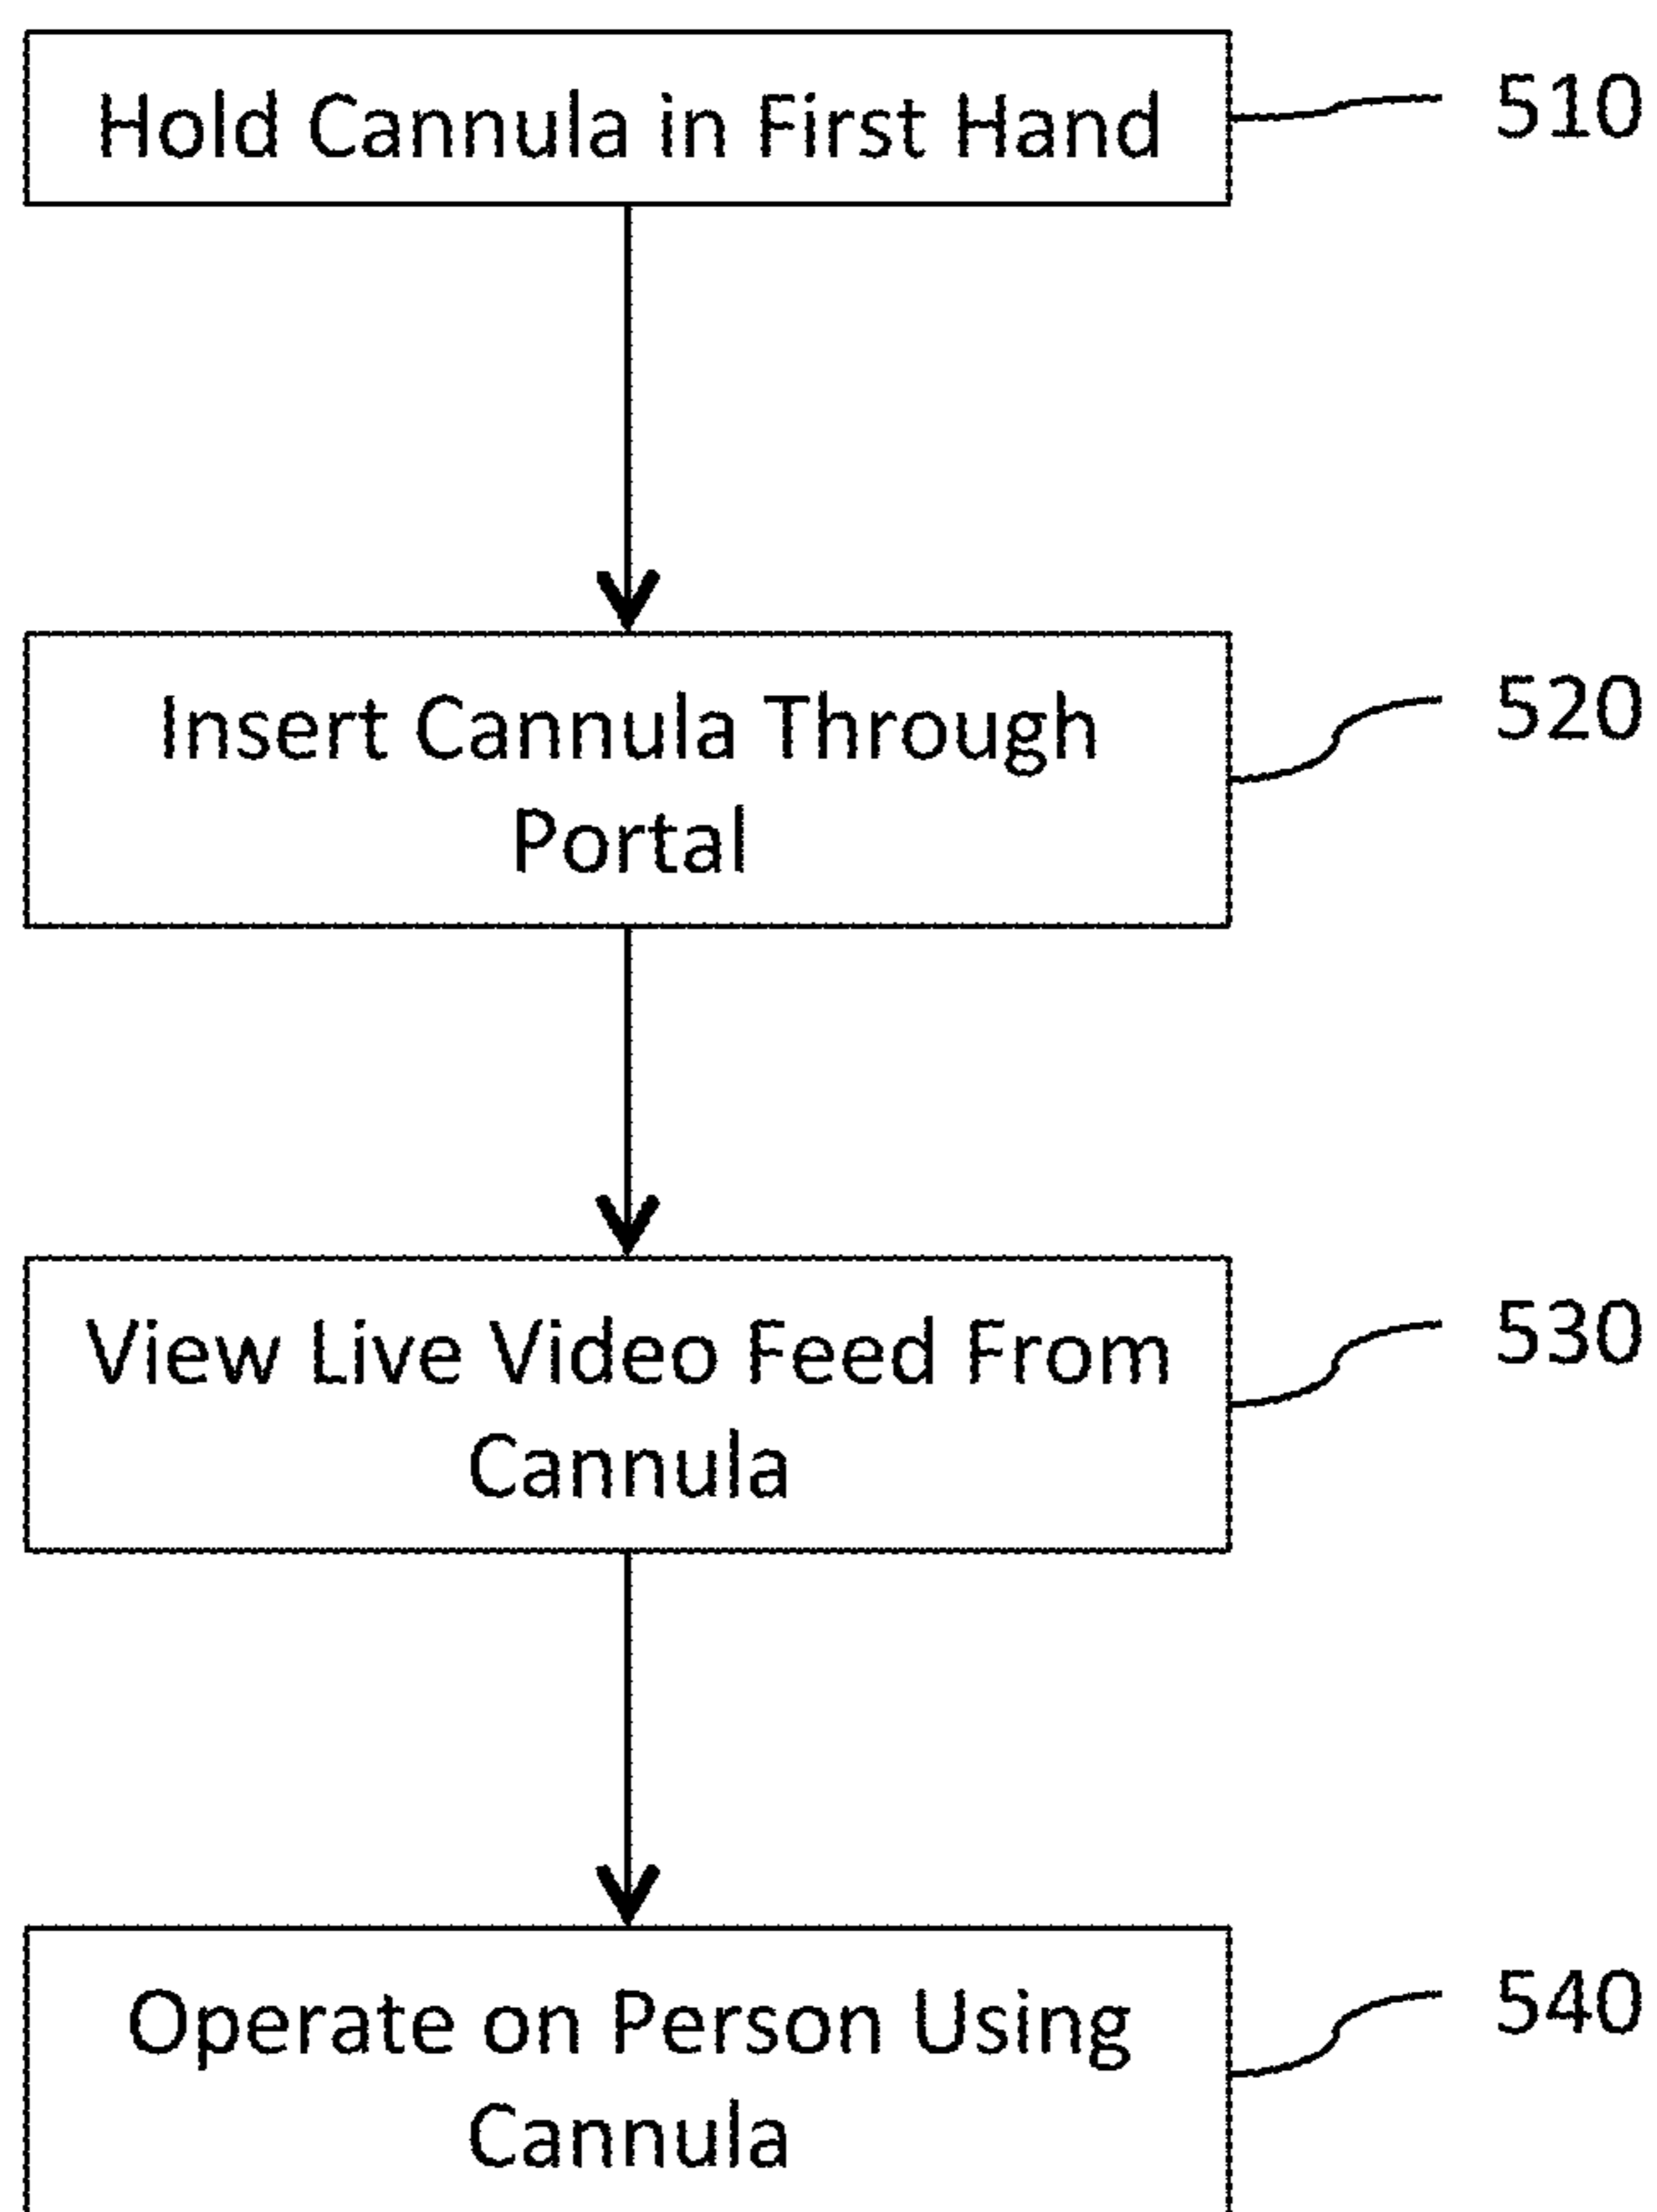 Hold Cannula in First Hand
510
Insert Cannula Through
Portal
520
View Live Video Feed From
Cannula
530
Operate on Person Using
Cannula
540